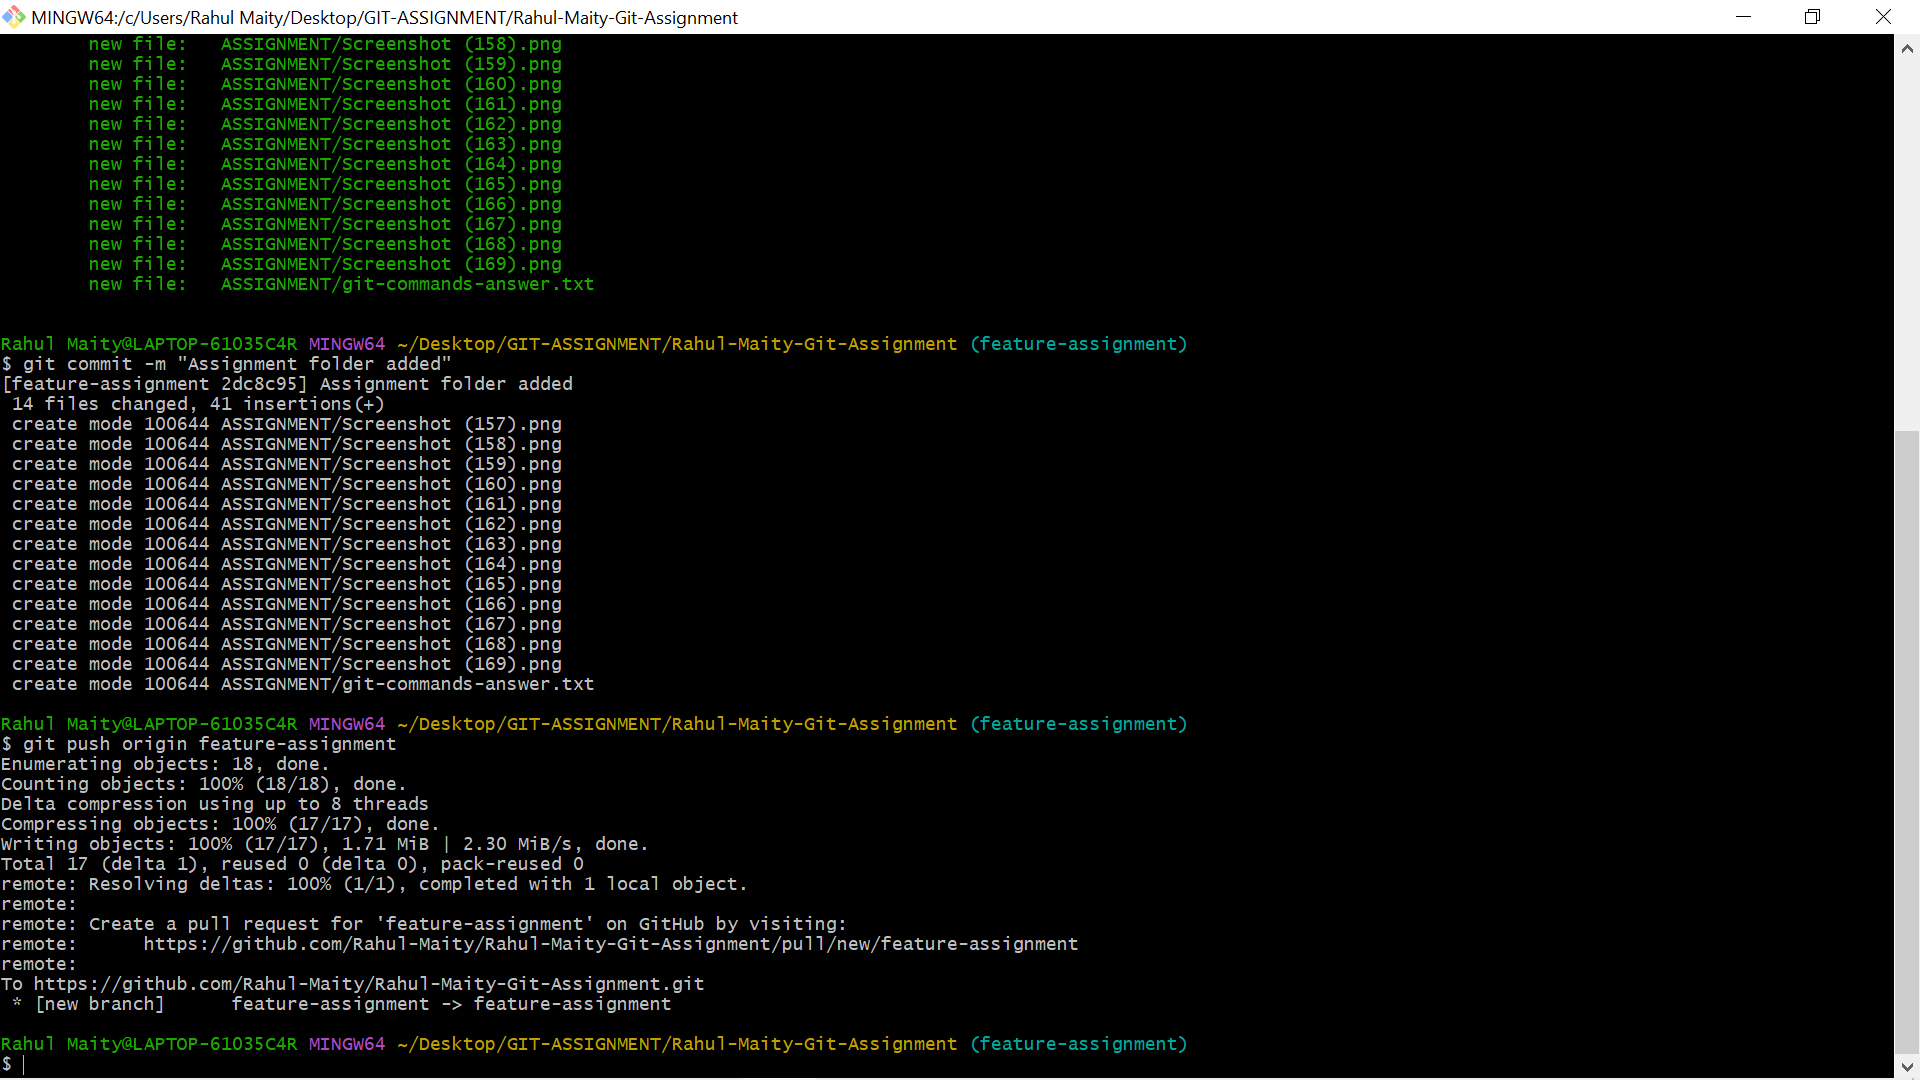 MINGW64:/c/Users/Rahul Maity/Desktop/GIT-ASSIGNMENT/Rahul-Maity-Git-Assignment
new file:   ASSIGNMENT/Screenshot (158).png
new file:   ASSIGNMENT/Screenshot (159).png
new file:   ASSIGNMENT/Screenshot (160).png
new file:   ASSIGNMENT/Screenshot (161).png
new file:   ASSIGNMENT/Screenshot (162).png
new file:   ASSIGNMENT/Screenshot (163).png
new file:   ASSIGNMENT/Screenshot (164).png
new file:   ASSIGNMENT/Screenshot (165).png
new file:   ASSIGNMENT/Screenshot (166).png
new file:   ASSIGNMENT/Screenshot (167).png
new file:   ASSIGNMENT/Screenshot (168).png
new file:   ASSIGNMENT/Screenshot (169).png
new file:   ASSIGNMENT/git-commands-answer.txt
Rahul Maity@LAPTOP-61035C4R MINGW64 ~/Desktop/GIT-ASSIGNMENT/Rahul-Maity-Git-Assignment (feature-assignment)
$ git commit -m "Assignment folder added"
[feature-assignment 2dc8c95] Assignment folder added
14 files changed, 41 insertions(+)
create mode 100644 ASSIGNMENT/Screenshot (157).png
create mode 100644 ASSIGNMENT/Screenshot (158).png
create mode 100644 ASSIGNMENT/Screenshot (159).png
create mode 100644 ASSIGNMENT/Screenshot (160).png
create mode 100644 ASSIGNMENT/Screenshot (161).png
create mode 100644 ASSIGNMENT/Screenshot (162).png
create mode 100644 ASSIGNMENT/Screenshot (163).png
create mode 100644 ASSIGNMENT/Screenshot (164).png
create mode 100644 ASSIGNMENT/Screenshot (165).png
create mode 100644 ASSIGNMENT/Screenshot (166).png
create mode 100644 ASSIGNMENT/Screenshot (167).png
create mode 100644 ASSIGNMENT/Screenshot (168).png
create mode 100644 ASSIGNMENT/Screenshot (169).png
create mode 100644 ASSIGNMENT/git-commands-answer.txt
Rahul Maity@LAPTOP-61035C4R MINGW64 ~/Desktop/GIT-ASSIGNMENT/Rahul-Maity-Git-Assignment (feature-assignment)
$ git push origin feature-assignment
Enumerating objects: 18, done.
Counting objects: 100% (18/18), done.
Delta compression using up to 8 threads
Compressing objects: 100% (17/17), done.
Writing objects: 100% (17/17), 1.71 MiB | 2.30 MiB/s, done.
Total 17 (delta 1), reused 0 (delta 0), pack-reused 0
remote: Resolving deltas: 100% (1/1), completed with 1 local object.
remote:
remote: Create a pull request for 'feature-assignment' on GitHub by visiting:
remote:      https://github.com/Rahul-Maity/Rahul-Maity-Git-Assignment/pull/new/feature-assignment
remote:
To https://github.com/Rahul-Maity/Rahul-Maity-Git-Assignment.git
* [new branch]      feature-assignment -> feature-assignment
Rahul Maity@LAPTOP-61035C4R MINGW64 ~/Desktop/GIT-ASSIGNMENT/Rahul-Maity-Git-Assignment (feature-assignment)
$